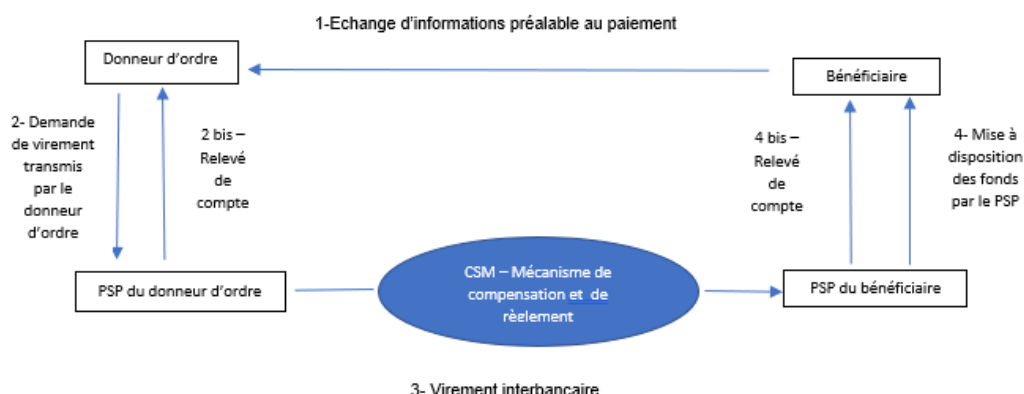 1-Echange d'informations préalable au paiement
Donneur d'ordre
Bénéficiaire
2- Demande
de virement
transmis
par le
donneur
d'ordre
2 bis –
Relevé
de
compte
4 bis –
Relevé
de
compte
4- Mise à
disposition
des fonds
par le PSP
PSP du donneur d'ordre
CSM – Mécanisme de
compensation et de
règlement
PSP du bénéficiaire
3- Virement interbancaire